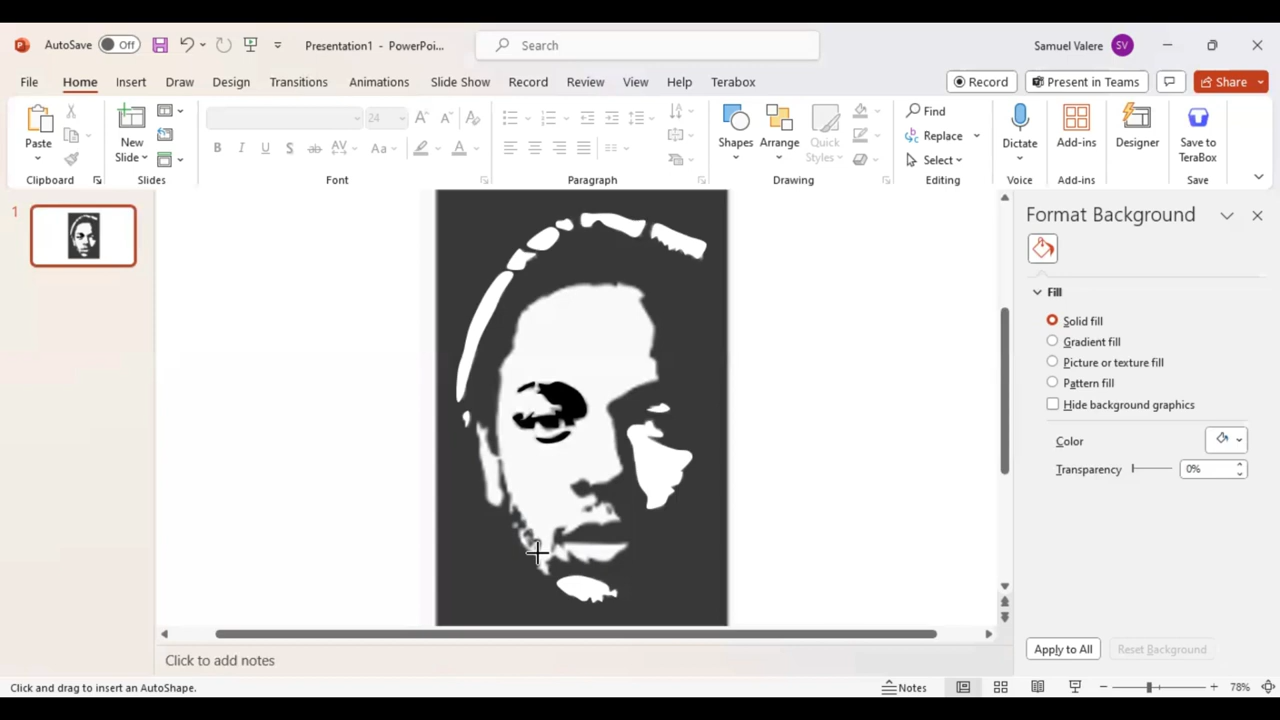 AutoSave Off Presentation1 - PowerPoi... Search Samuel Valere SV
File Home Insert Draw Design Transitions Animations Slide Show Record Review View Help Terabox Record Present in Teams Share
Paste New Slide 24 Shapes Arrange Quick Styles Find Replace Select Dictate Add-ins Designer Save to TeraBox
B I U S ab AV Aa A
Clipboard Slides Font Paragraph Drawing Editing Voice Add-ins Save
1
Format Background
Fill
Solid fill
Gradient fill
Picture or texture fill
Pattern fill
Hide background graphics
Color
Transparency 0%
Apply to All Reset Background
Click to add notes
Click and drag to insert an AutoShape. Notes 78%